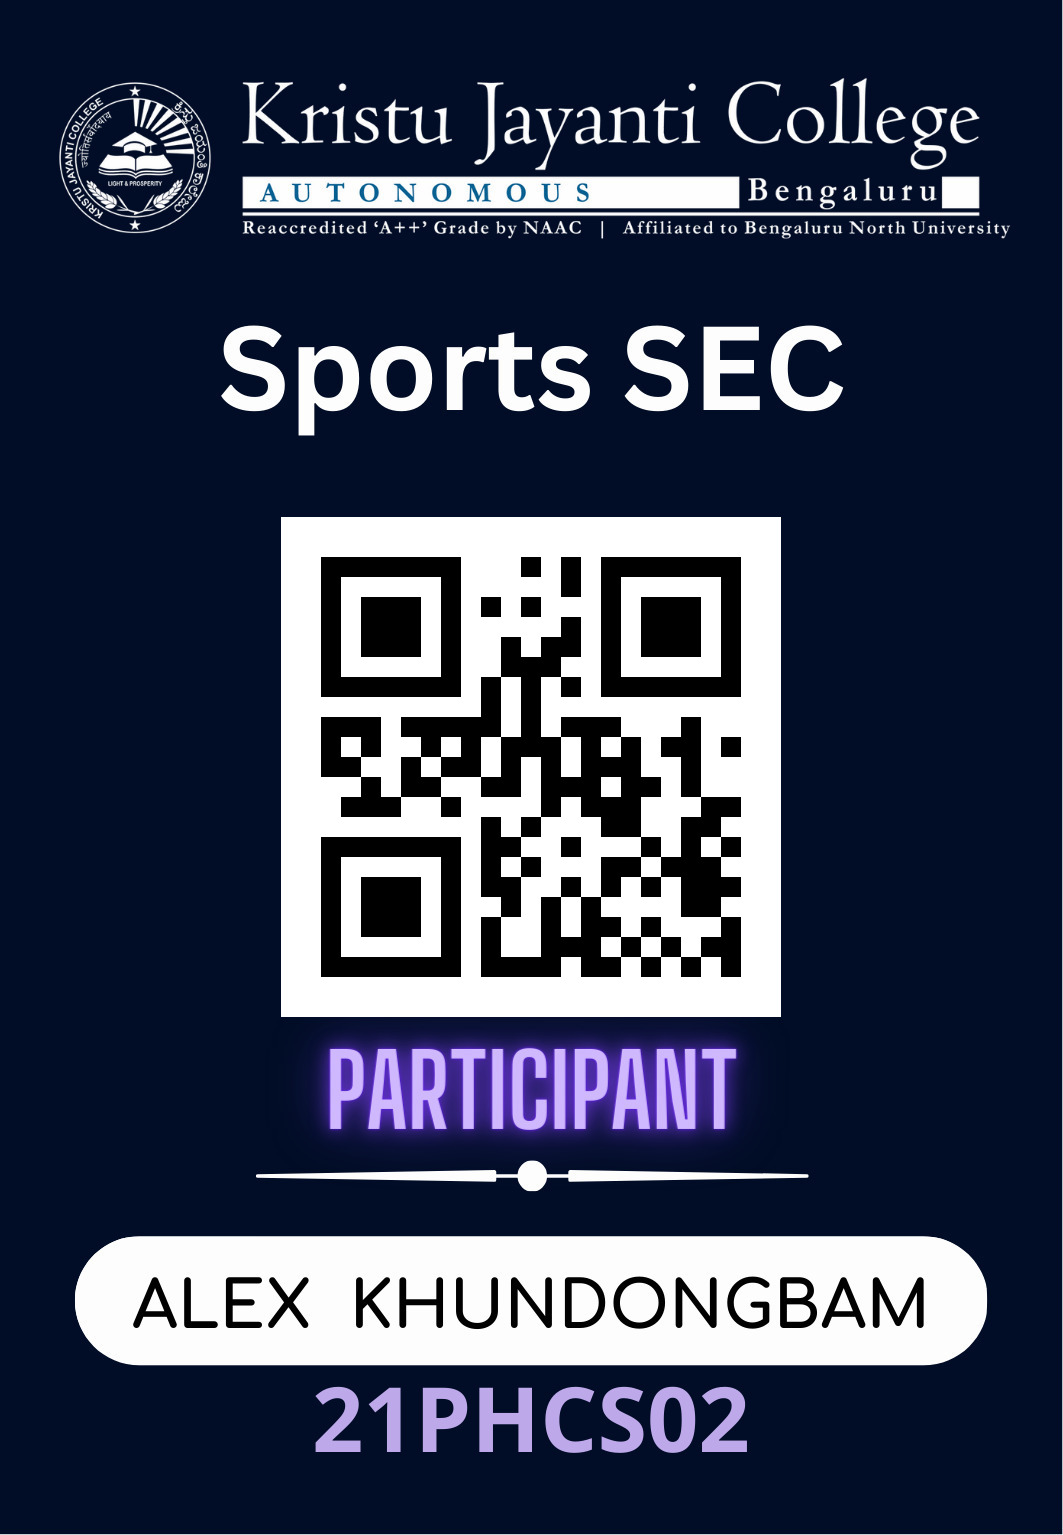 KRISTU JAYANTI COLLEGE
ಕ್ರಿಸ್ತು ಜಯಂತಿ ಕಾಲೇಜು
LIGHT & PROSPERITY
Kristu Jayanti College
AUTONOMOUS Bengaluru
Reaccredited ‘A++’ Grade by NAAC | Affiliated to Bengaluru North University
Sports SEC
PARTICIPANT
ALEX KHUNDONGBAM
21PHCS02